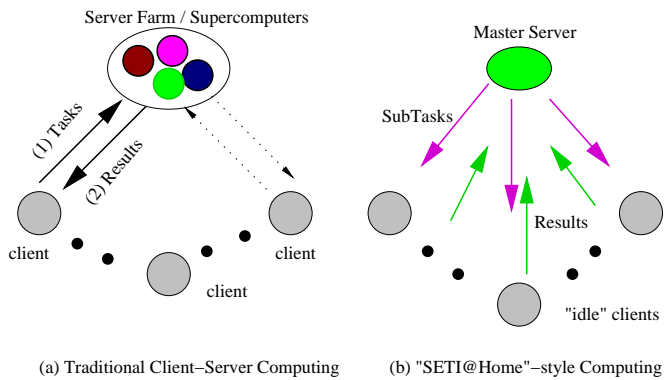 Server Farm / Supercomputers
(1) Tasks
(2) Results
client
client
client
(a) Traditional Client−Server Computing
Master Server
SubTasks
Results
"idle" clients
(b) "SETI@Home"−style Computing